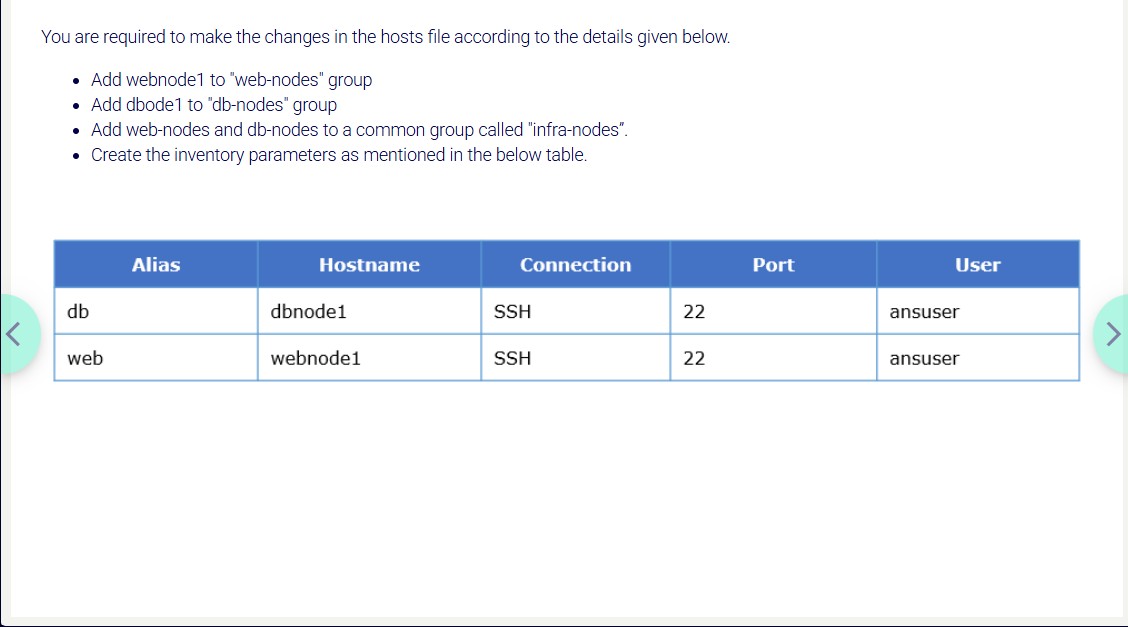 You are required to make the changes in the hosts file according to the details given below.
• Add webnode1 to "web-nodes" group
• Add dbode1 to "db-nodes" group
• Add web-nodes and db-nodes to a common group called "infra-nodes”.
• Create the inventory parameters as mentioned in the below table.
Alias Hostname Connection Port User
db dbnode1 SSH 22 ansuser
web webnode1 SSH 22 ansuser